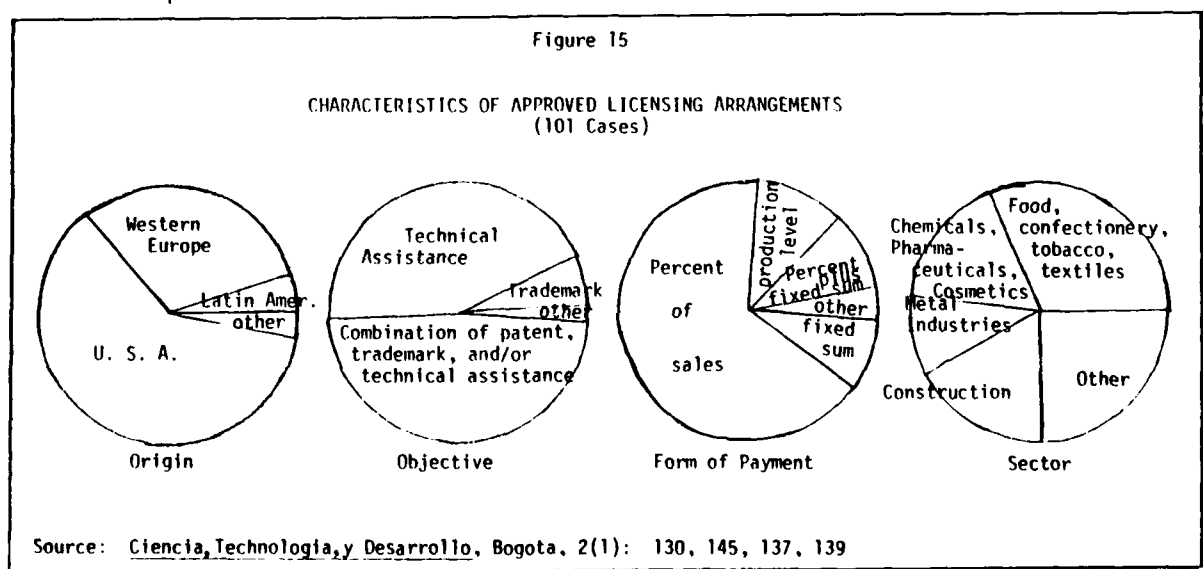 Figure 15
CHARACTERISTICS OF APPROVED LICENSING ARRANGEMENTS
(101 Cases)
Western
Europe
Latin Amer.
other
U. S. A.
Origin
Technical
Assistance
Trademark
other
Combination of patent,
trademark, and/or
technical assistance
Objective
Percent
of
sales
production
level
Percent
plus
fixed sum
other
fixed
sum
Form of Payment
Food,
confectionery,
tobacco,
textiles
Chemicals,
Pharma-
ceuticals,
Cosmetics
Metal
industries
Construction
Other
Sector
Source: Ciencia,Technologia,y Desarrollo, Bogota, 2(1): 130, 145, 137, 139